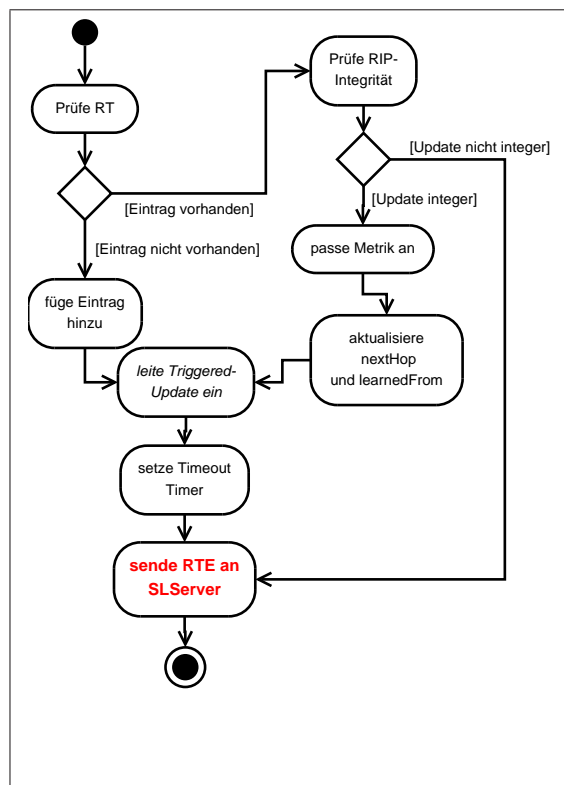 Prüfe RIP-
Integrität
Prüfe RT
[Update nicht integer]
[Update integer]
[Eintrag vorhanden]
[Eintrag nicht vorhanden]
passe Metrik an
füge Eintrag
hinzu
aktualisiere
nextHop
und learnedFrom
leite Triggered-
Update ein
setze Timeout
Timer
sende RTE an
SLServer